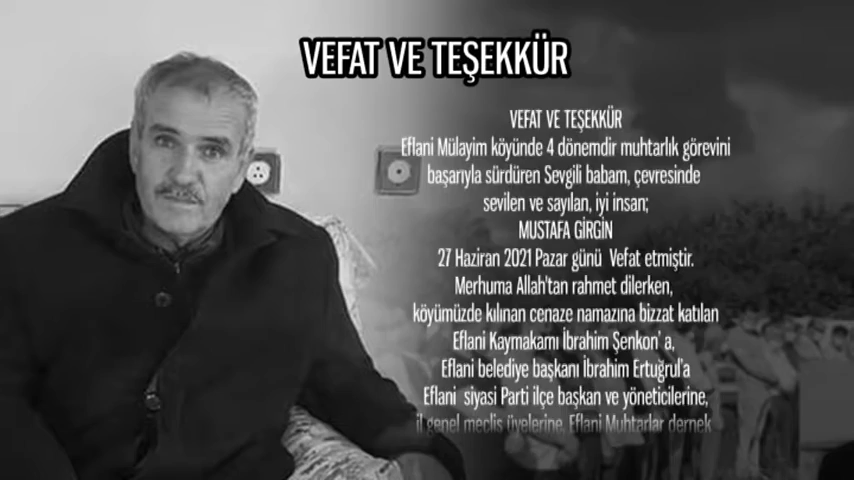 VEFAT VE TEŞEKKÜR
VEFAT VE TEŞEKKÜR
Eflani Mülayim köyünde 4 dönemdir muhtarlık görevini
başarıyla sürdüren Sevgili babam, çevresinde
sevilen ve sayılan, iyi insan;
MUSTAFA GİRGİN
27 Haziran 2021 Pazar günü Vefat etmiştir.
Merhuma Allah'tan rahmet dilerken,
köyümüzde kılınan cenaze namazına bizzat katılan
Eflani Kaymakamı İbrahim Şenkon' a,
Eflani belediye başkanı İbrahim Ertuğrul'a
Eflani siyasi Parti ilçe başkan ve yöneticilerine,
il genel meclis üyelerine, Eflani Muhtarlar dernek